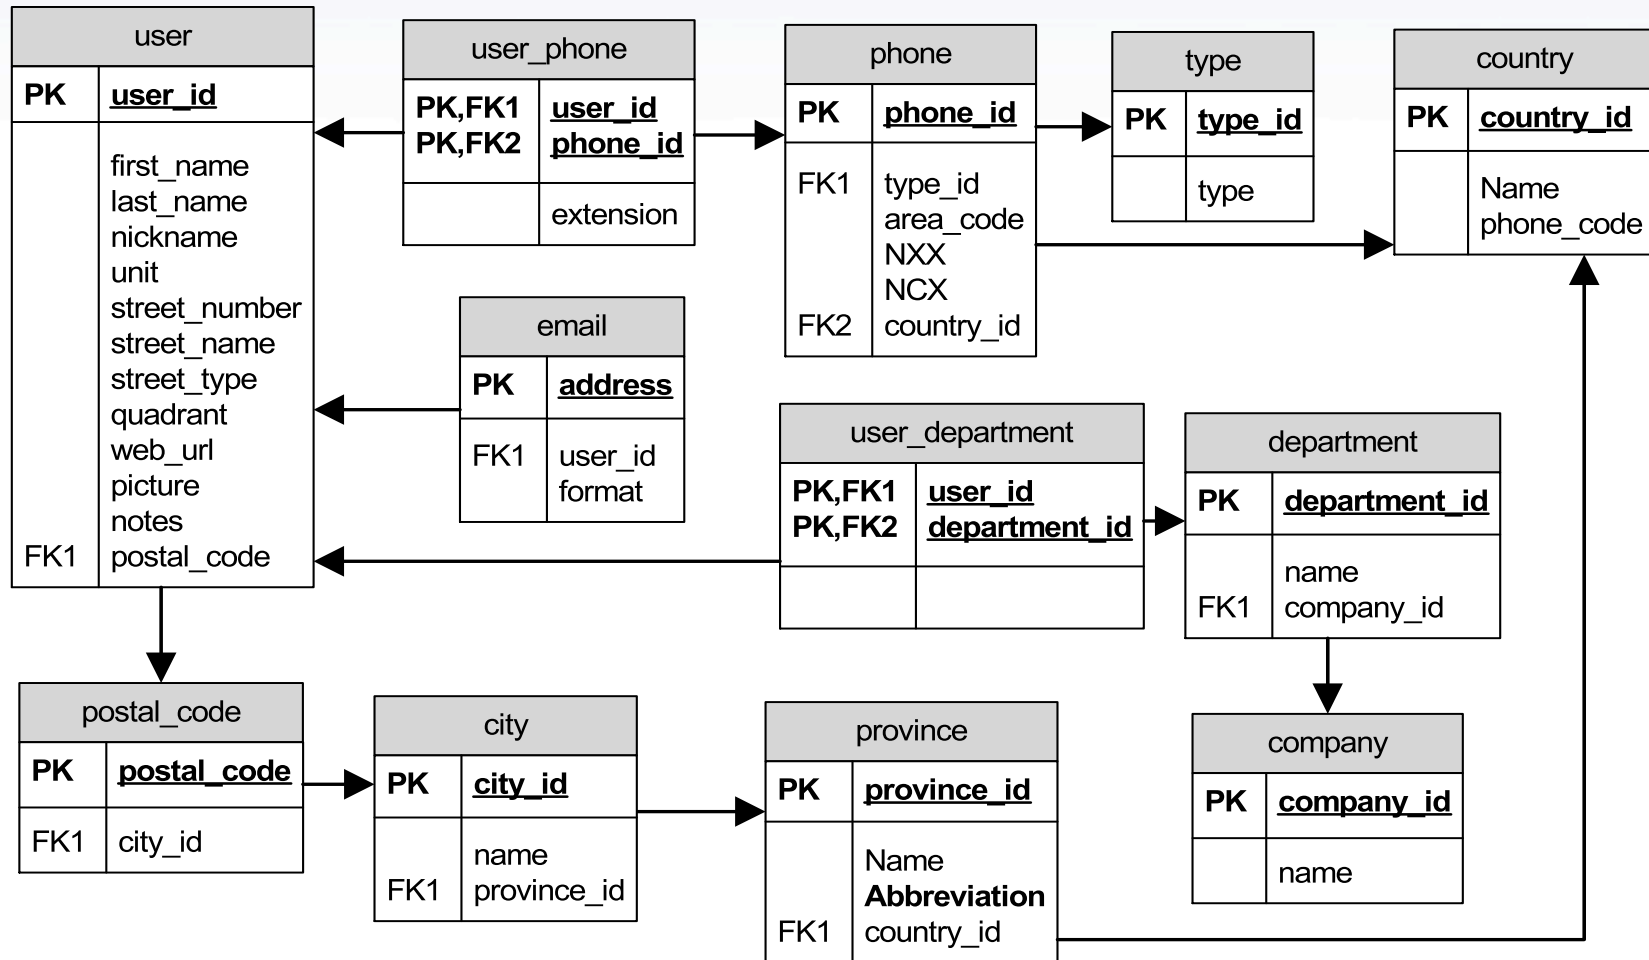 user
PK user_id
first_name
last_name
nickname
unit
street_number
street_name
street_type
quadrant
web_url
picture
notes
FK1 postal_code
user_phone
PK,FK1 user_id
PK,FK2 phone_id
extension
phone
PK phone_id
FK1 type_id
area_code
NXX
NCX
FK2 country_id
type
PK type_id
type
country
PK country_id
Name
phone_code
email
PK address
FK1 user_id
format
user_department
PK,FK1 user_id
PK,FK2 department_id
department
PK department_id
name
FK1 company_id
postal_code
PK postal_code
FK1 city_id
city
PK city_id
name
FK1 province_id
province
PK province_id
Name
Abbreviation
FK1 country_id
company
PK company_id
name